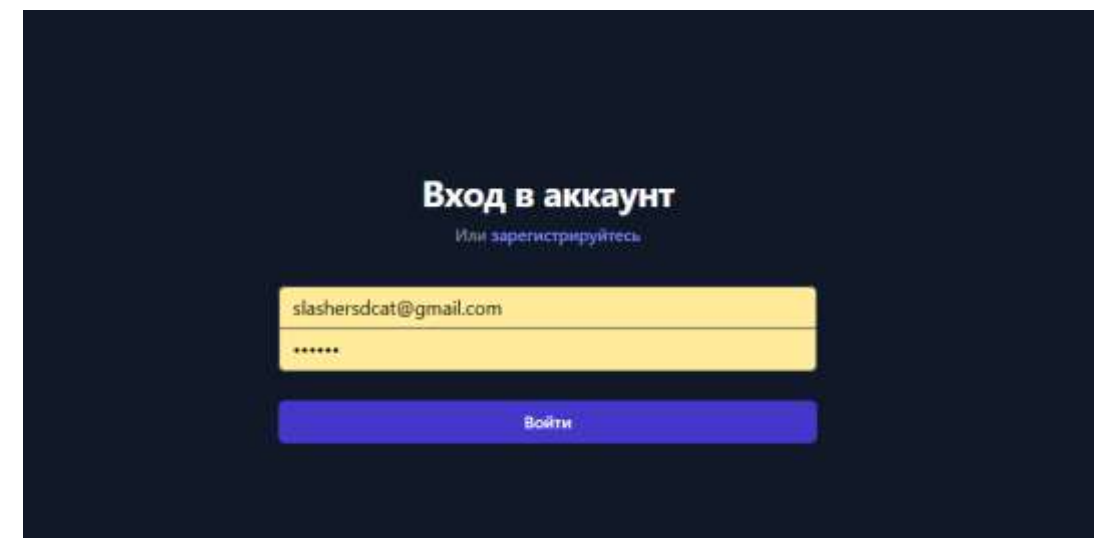 Вход в аккаунт
Или зарегистрируйтесь
slashersdcat@gmail.com
••••••
Войти